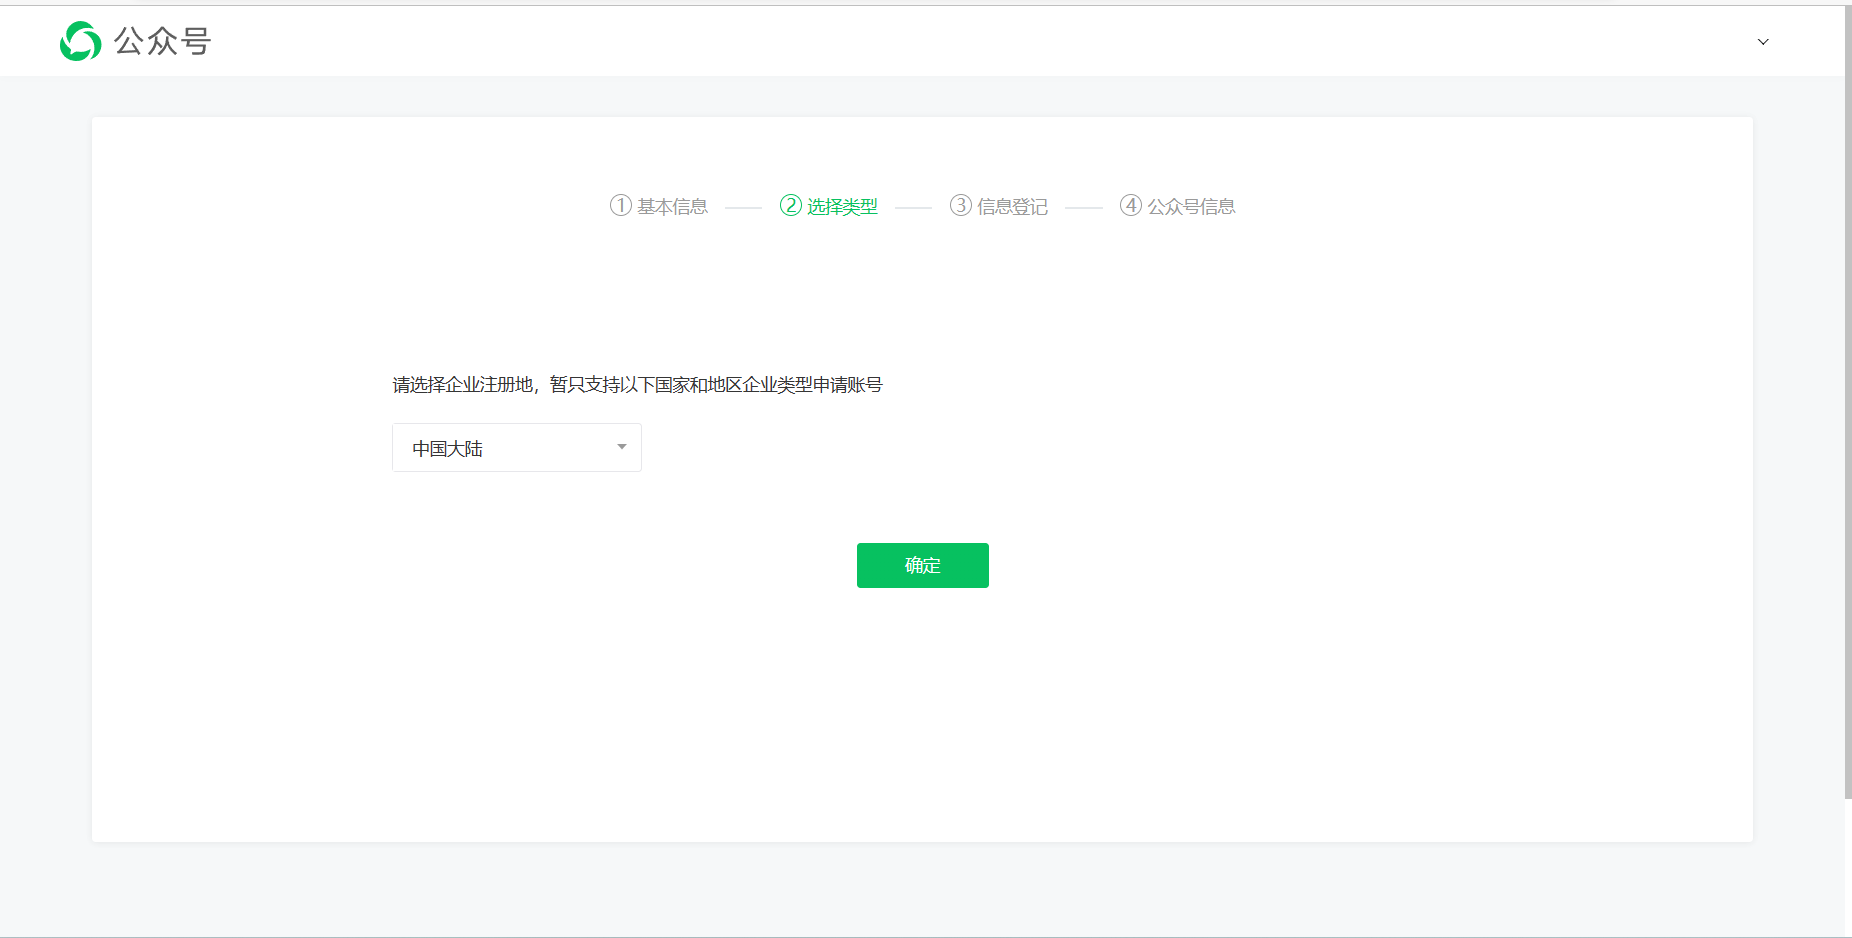 公众号
① 基本信息 ② 选择类型 ③ 信息登记 ④ 公众号信息
请选择企业注册地，暂只支持以下国家和地区企业类型申请账号
中国大陆
确定